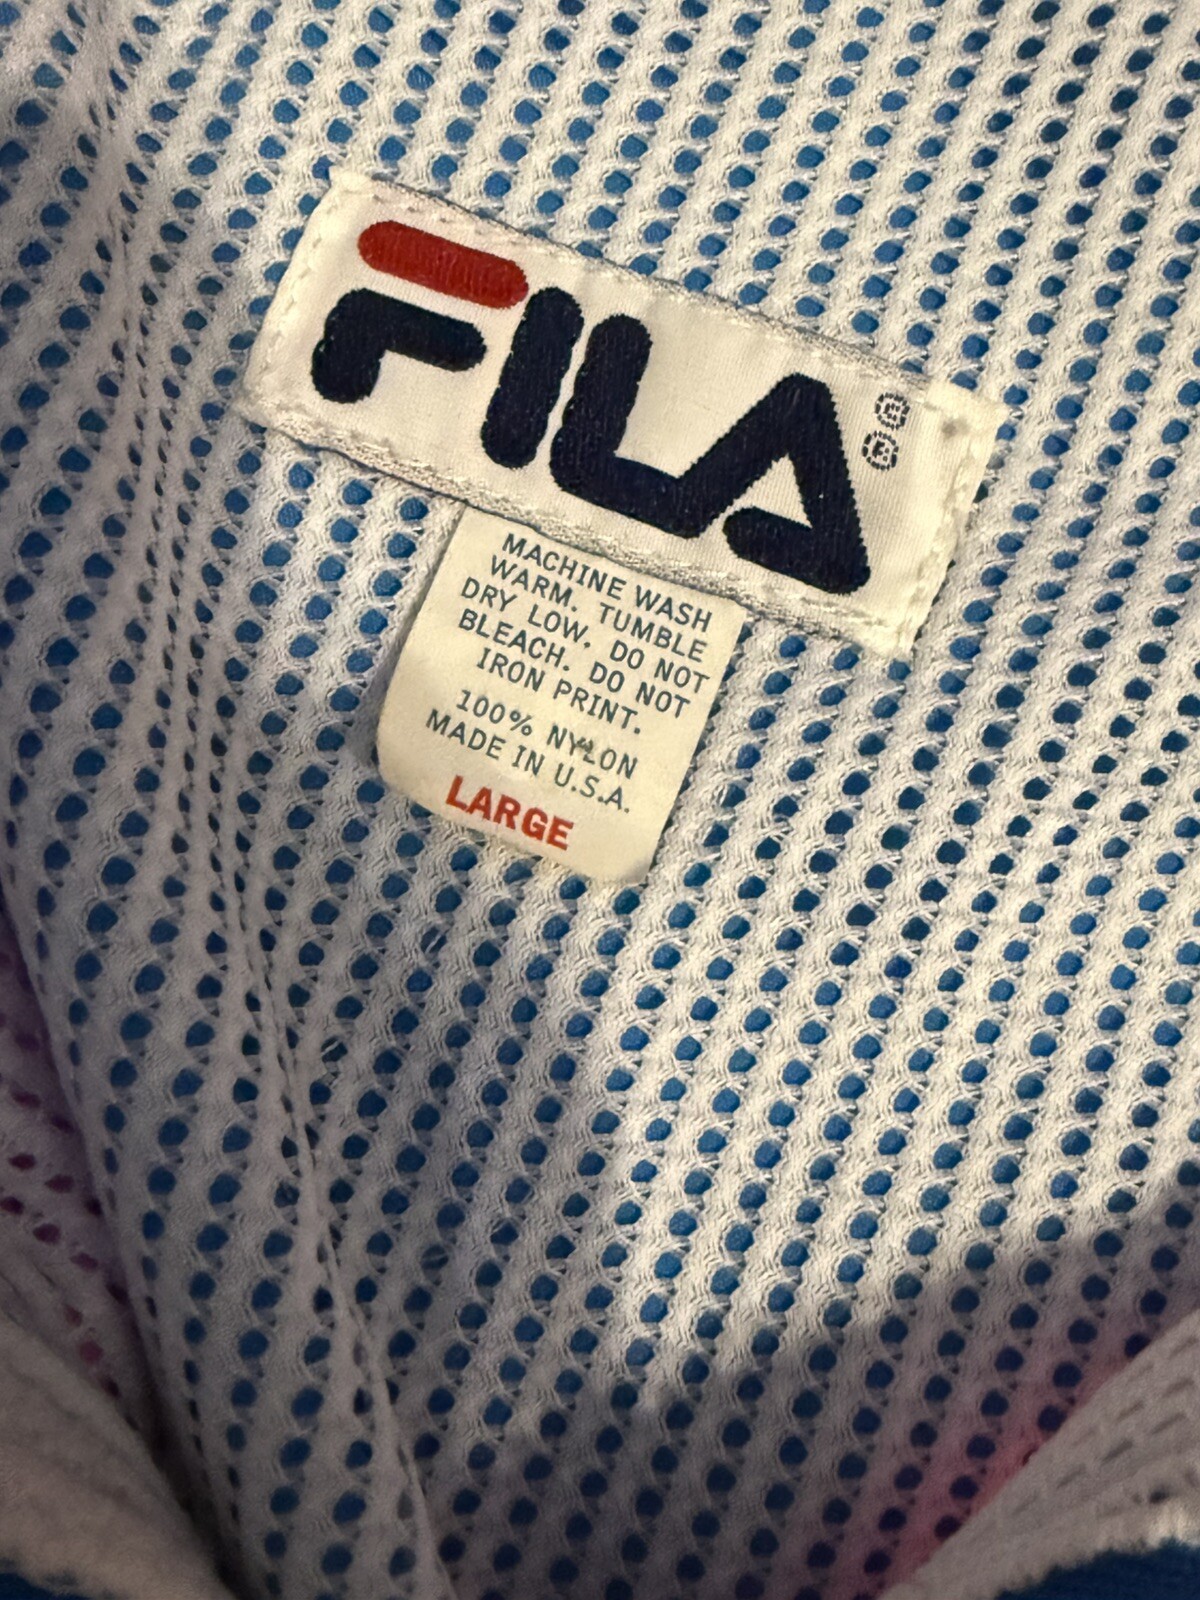 FILA
MACHINE WASH
WARM. TUMBLE
DRY LOW. DO NOT
BLEACH. DO NOT
IRON PRINT.
100% NYLON
MADE IN U.S.A.
LARGE